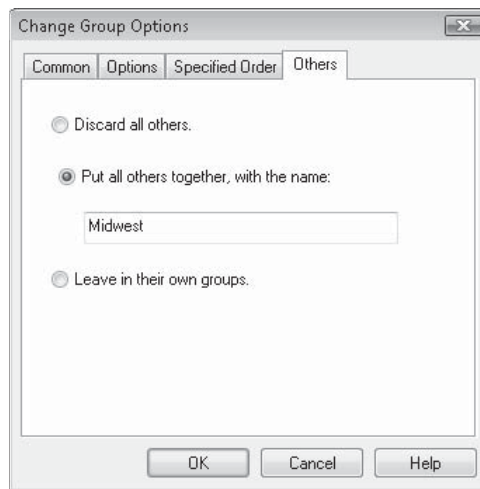 Change Group Options
Common Options Specified Order Others
Discard all others.
Put all others together, with the name:
Midwest
Leave in their own groups.
OK Cancel Help